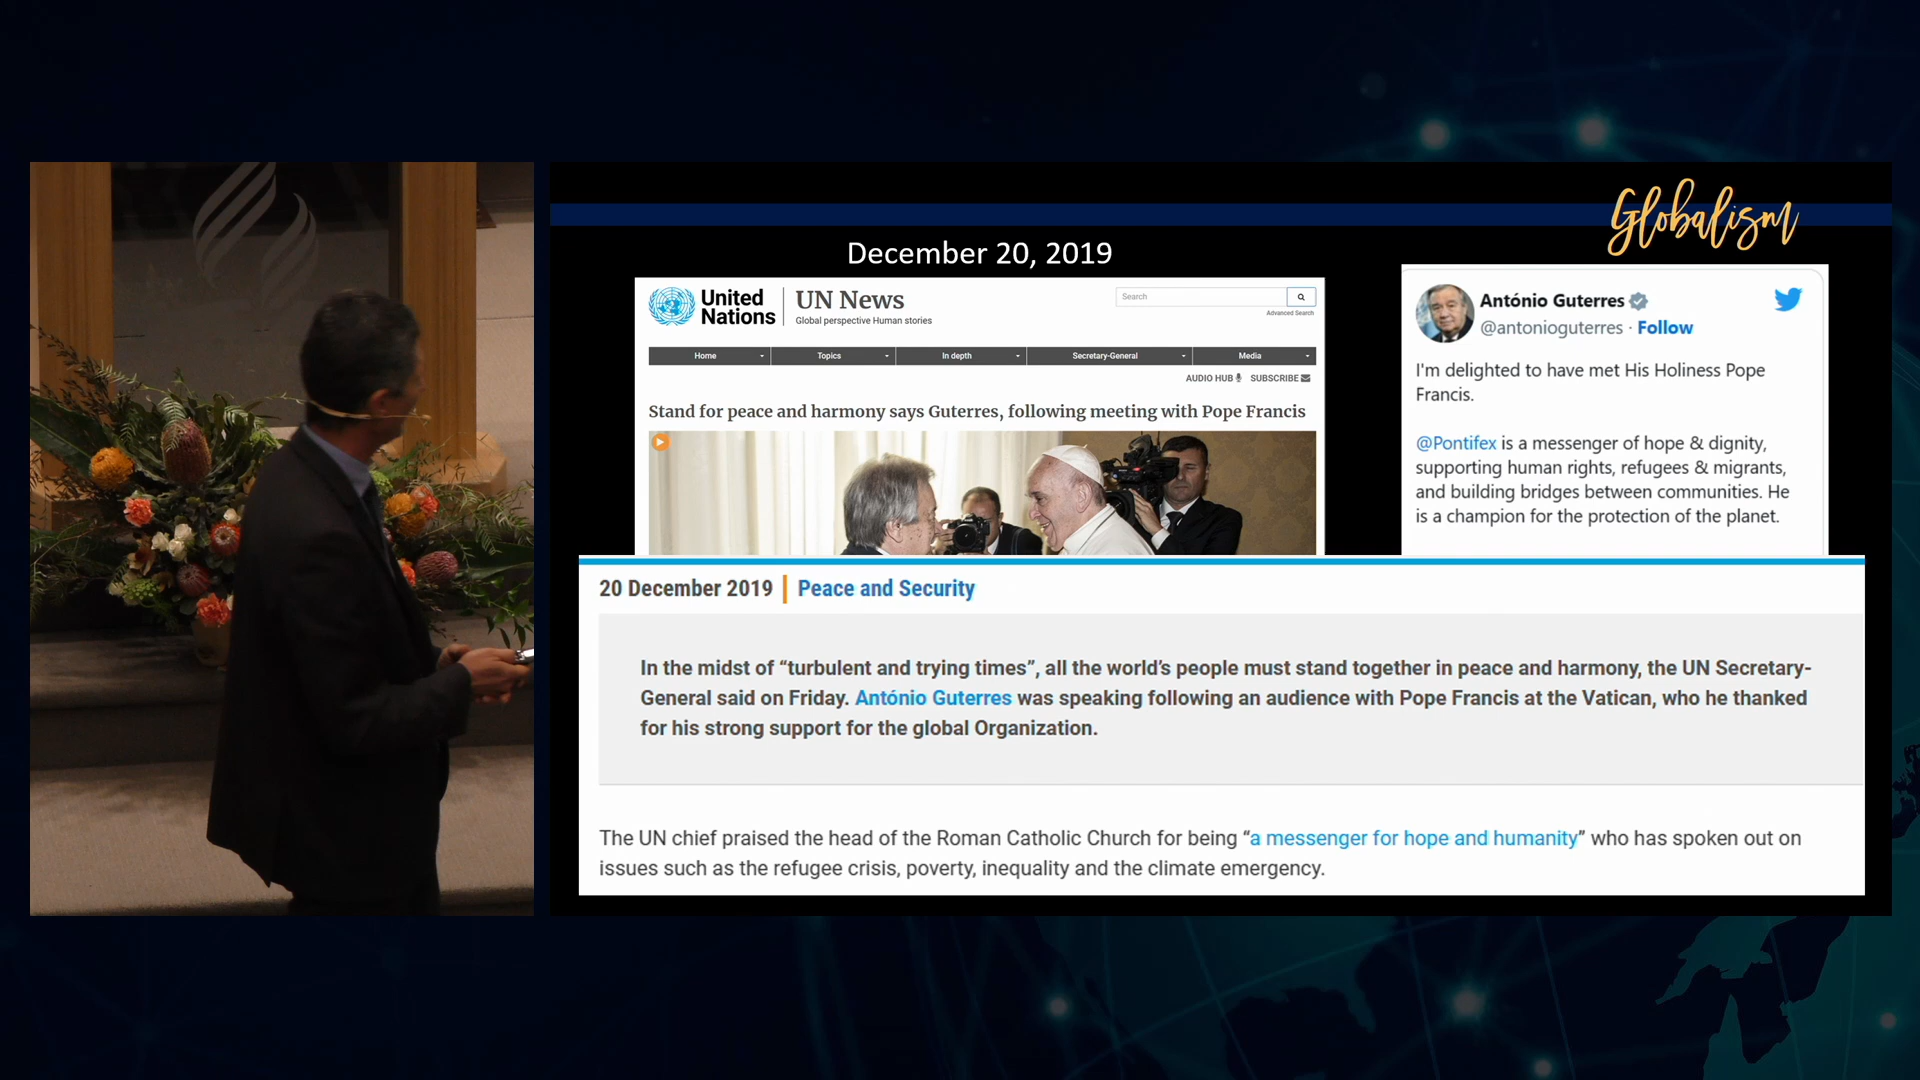 Globalism
December 20, 2019
United
Nations
UN News
Global perspective Human stories
Search
Advanced Search
Home
Topics
In depth
Secretary-General
Media
AUDIO HUB
SUBSCRIBE
Stand for peace and harmony says Guterres, following meeting with Pope Francis
António Guterres
@antonioguterres · Follow
I'm delighted to have met His Holiness Pope
Francis.
@Pontifex is a messenger of hope & dignity,
supporting human rights, refugees & migrants,
and building bridges between communities. He
is a champion for the protection of the planet.
20 December 2019 | Peace and Security
In the midst of “turbulent and trying times”, all the world’s people must stand together in peace and harmony, the UN Secretary-
General said on Friday. António Guterres was speaking following an audience with Pope Francis at the Vatican, who he thanked
for his strong support for the global Organization.
The UN chief praised the head of the Roman Catholic Church for being “a messenger for hope and humanity” who has spoken out on
issues such as the refugee crisis, poverty, inequality and the climate emergency.